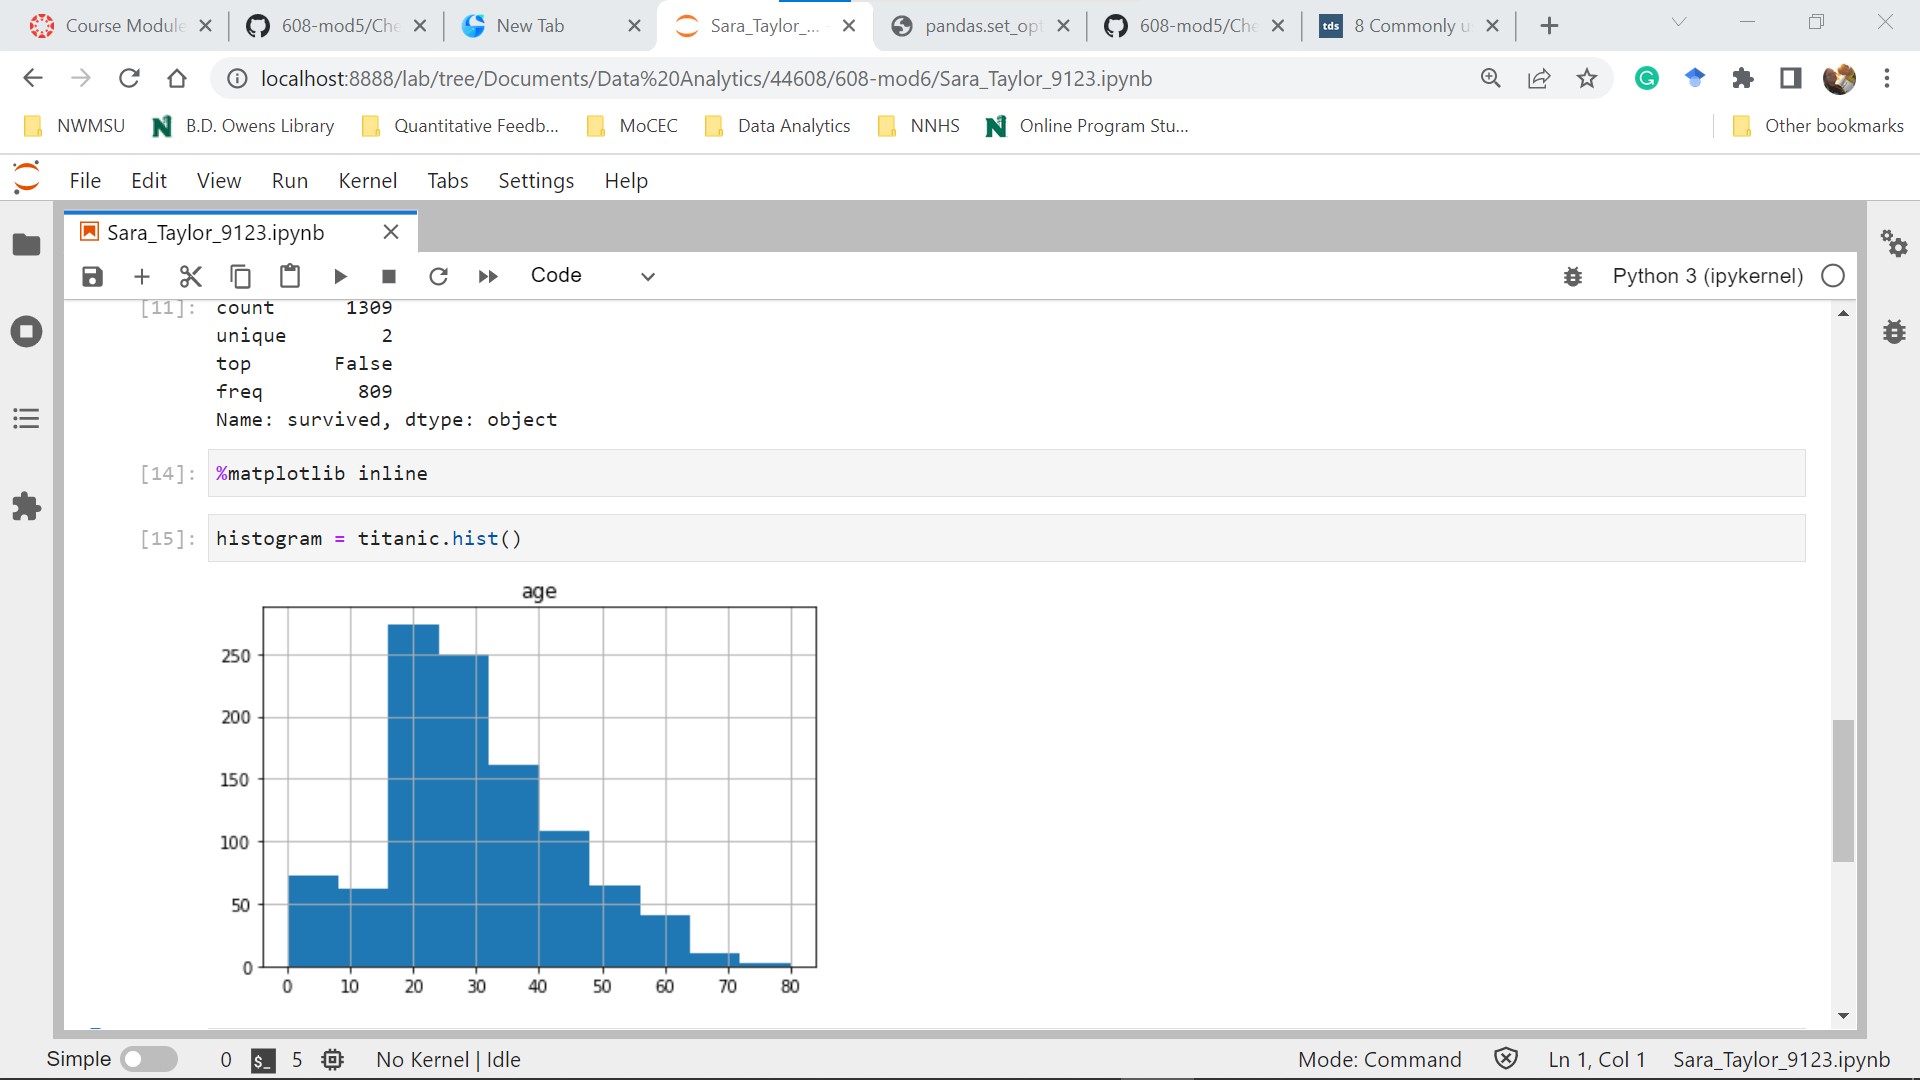 Course Module
608-mod5/Che
New Tab
Sara_Taylor_...
pandas.set_opt
608-mod5/Che
tds
8 Commonly u
localhost:8888/lab/tree/Documents/Data%20Analytics/44608/608-mod6/Sara_Taylor_9123.ipynb
G
NWMSU
N B.D. Owens Library
Quantitative Feedb...
MoCEC
Data Analytics
NNHS
N Online Program Stu...
Other bookmarks
File Edit View Run Kernel Tabs Settings Help
Sara_Taylor_9123.ipynb
Code
Python 3 (ipykernel)
[11]: count 1309
unique 2
top False
freq 809
Name: survived, dtype: object
[14]: %matplotlib inline
[15]: histogram = titanic.hist()
age
250
200
150
100
50
0
0 10 20 30 40 50 60 70 80
Simple 0 $_ 5 No Kernel | Idle Mode: Command Ln 1, Col 1 Sara_Taylor_9123.ipynb